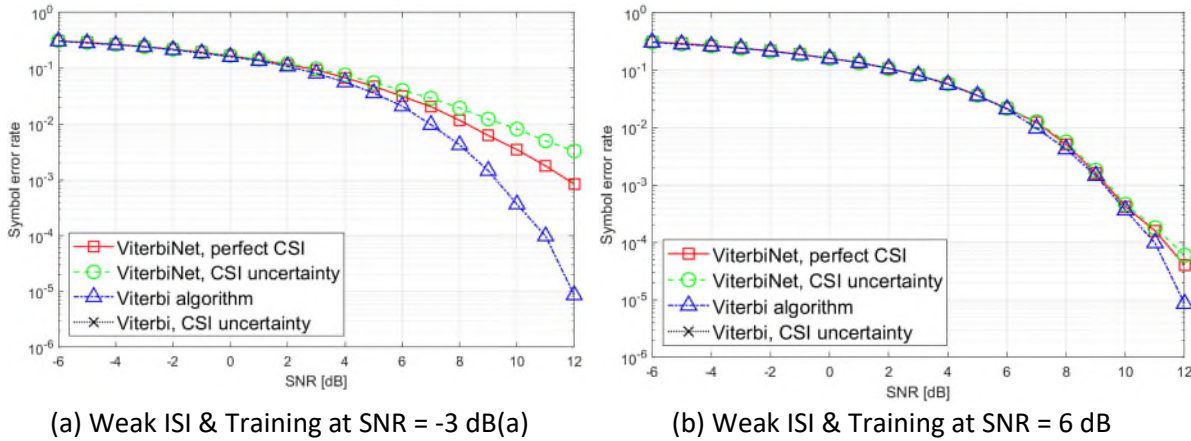 10^0
10^-1
10^-2
10^-3
10^-4
10^-5
10^-6
Symbol error rate
ViterbiNet, perfect CSI
ViterbiNet, CSI uncertainty
Viterbi algorithm
Viterbi, CSI uncertainty
-6 -4 -2 0 2 4 6 8 10 12
SNR [dB]
(a) Weak ISI & Training at SNR = -3 dB(a)
10^0
10^-1
10^-2
10^-3
10^-4
10^-5
10^-6
Symbol error rate
ViterbiNet, perfect CSI
ViterbiNet, CSI uncertainty
Viterbi algorithm
Viterbi, CSI uncertainty
-6 -4 -2 0 2 4 6 8 10 12
SNR [dB]
(b) Weak ISI & Training at SNR = 6 dB